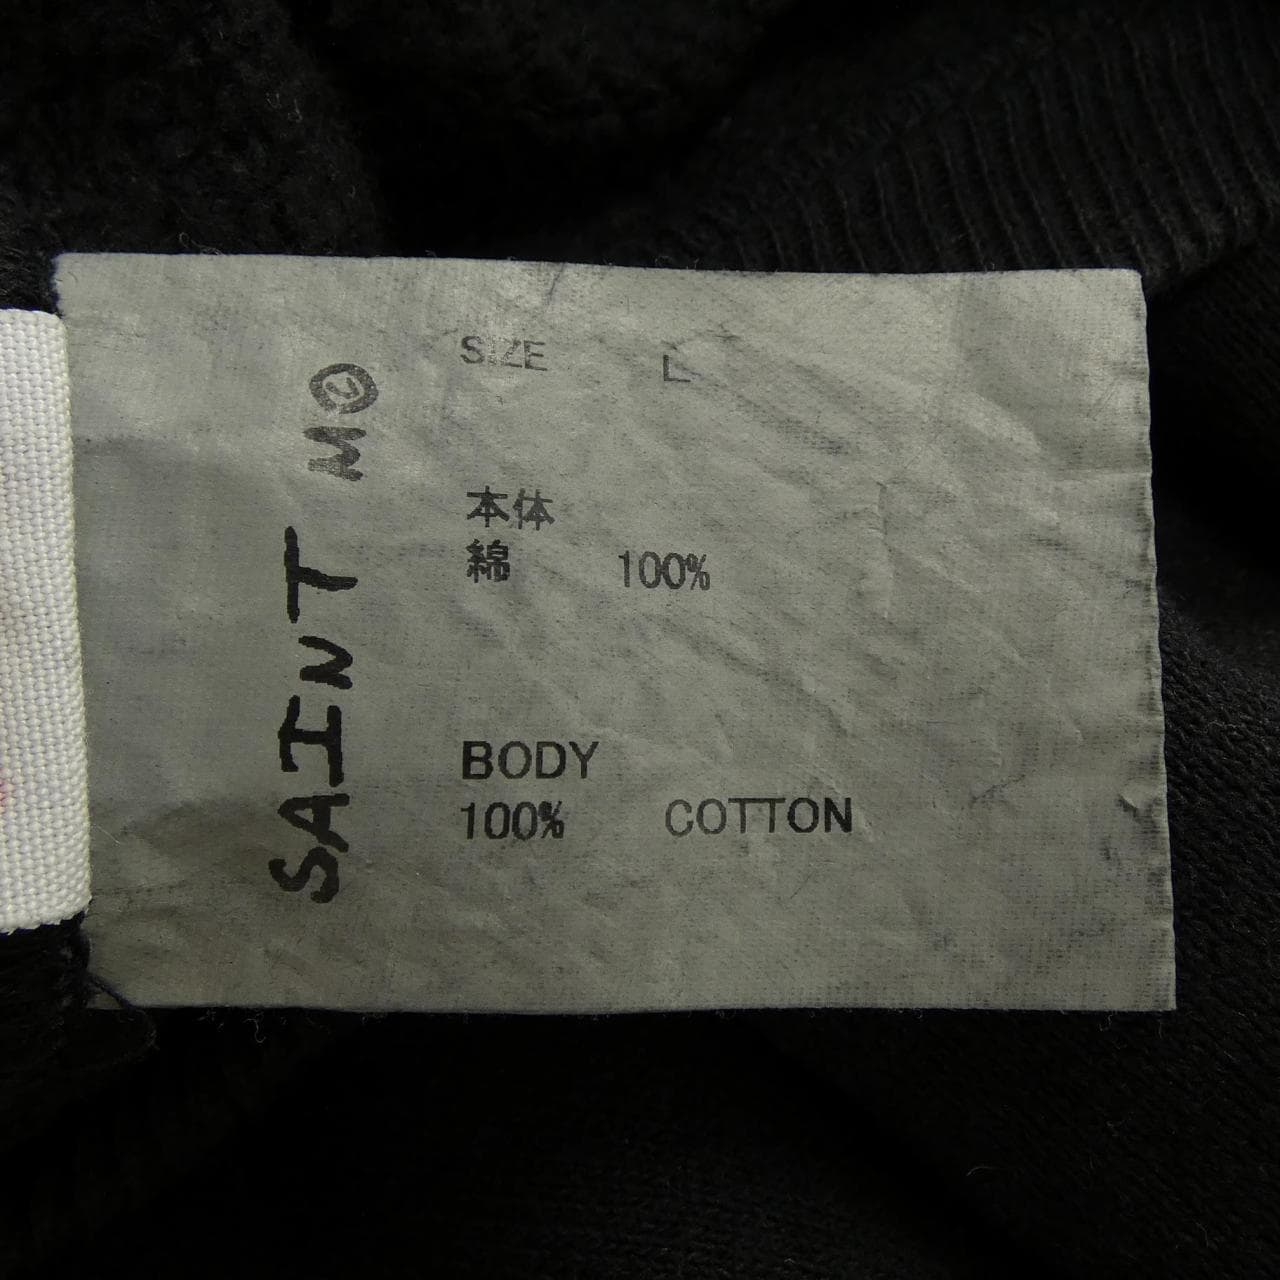 SAINT M
SIZE L
本体
綿 100%
BODY
100% COTTON